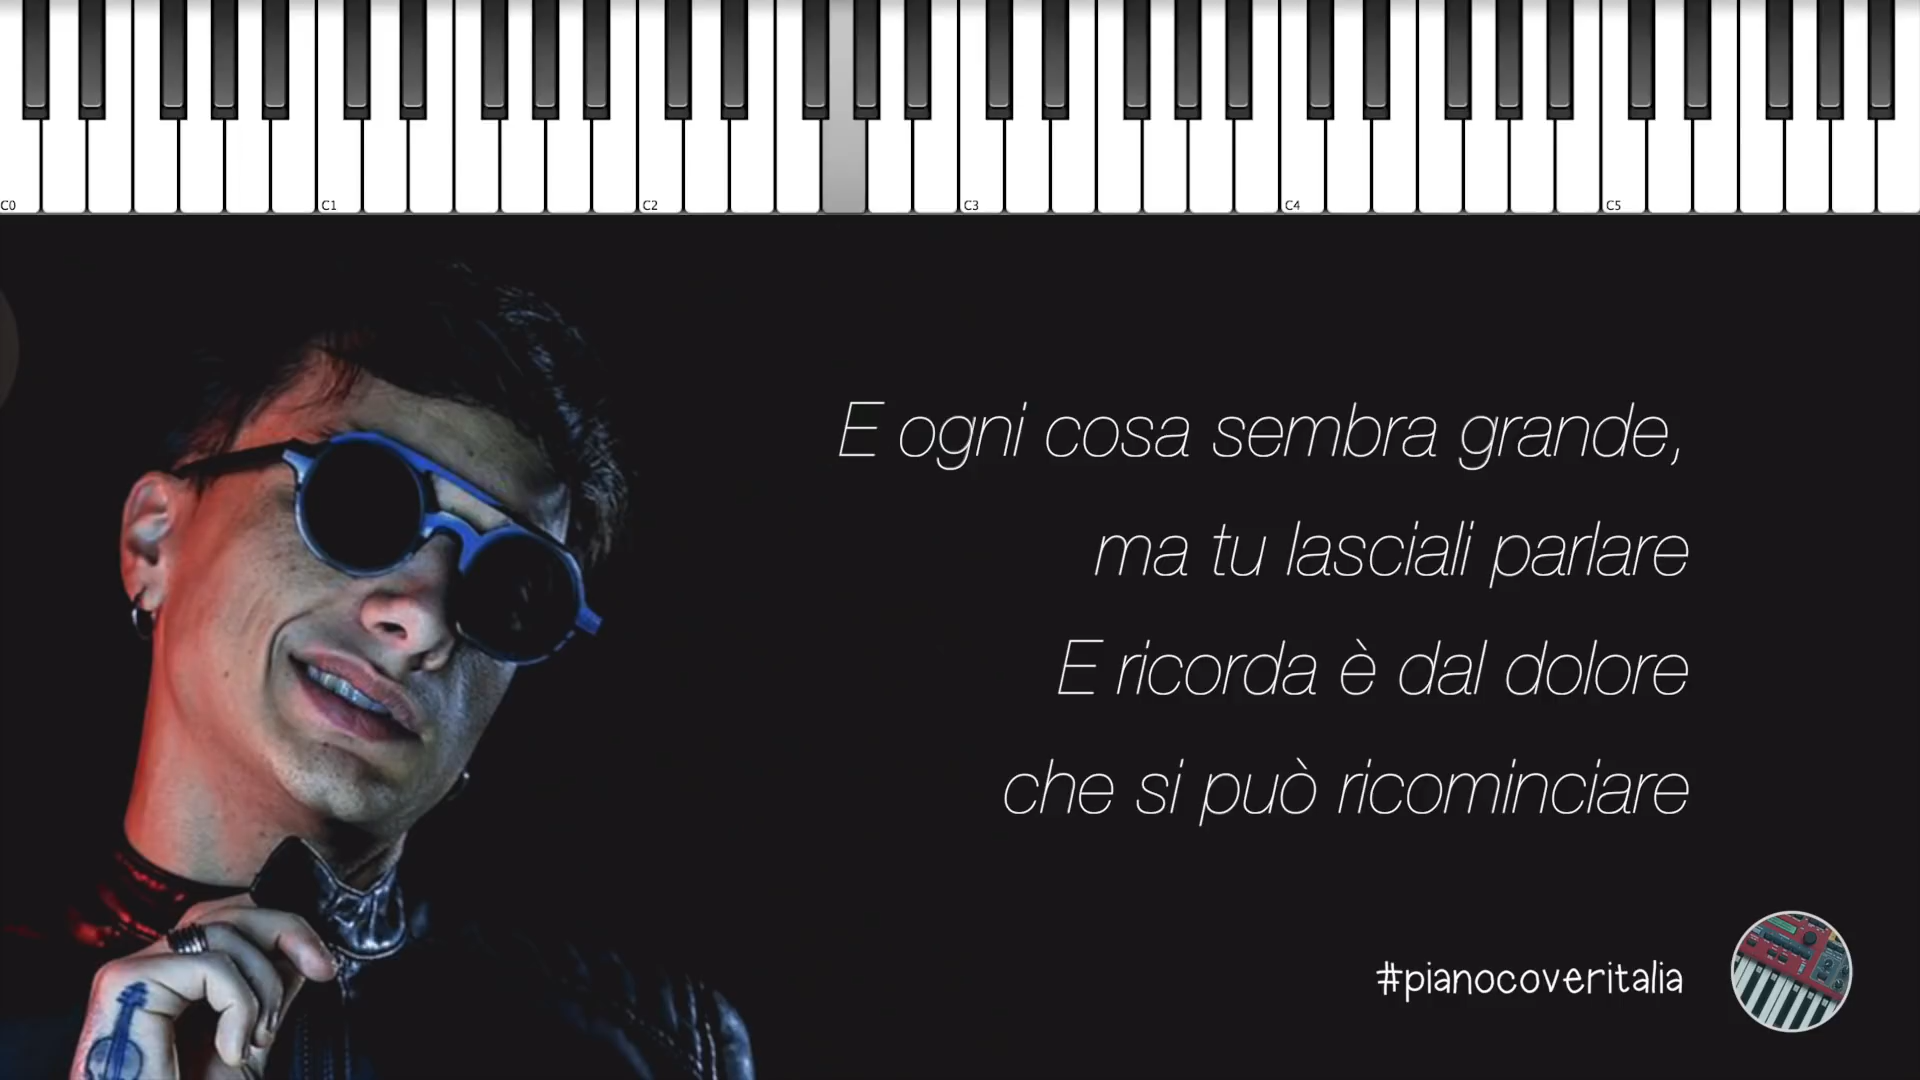 C0 C1 C2 C3 C4 C5
E ogni cosa sembra grande,
ma tu lasciali parlare
E ricorda è dal dolore
che si può ricominciare
#pianocoveritalia